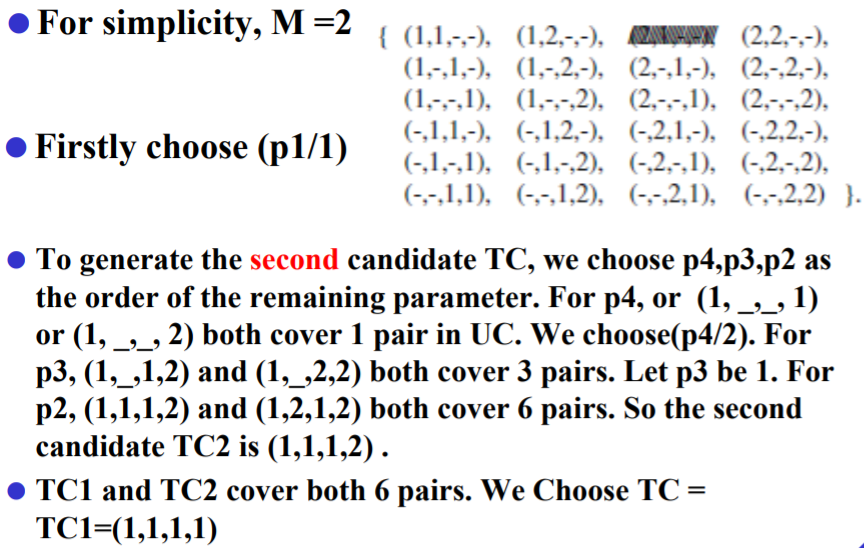 For simplicity, M =2
{ (1,1,-,-), (1,2,-,-), (2,2,-,-),
(1,-,1,-), (1,-,2,-), (2,-,1,-), (2,-,2,-),
(1,-,-,1), (1,-,-,2), (2,-,-,1), (2,-,-,2),
Firstly choose (p1/1)
(-,1,1,-), (-,1,2,-), (-,2,1,-), (-,2,2,-),
(-,1,-,1), (-,1,-,2), (-,2,-,1), (-,2,-,2),
(-,-,1,1), (-,-,1,2), (-,-,2,1), (-,-,2,2) }.
To generate the second candidate TC, we choose p4,p3,p2 as
the order of the remaining parameter. For p4, or (1, _,_, 1)
or (1, _,_, 2) both cover 1 pair in UC. We choose(p4/2). For
p3, (1,_,1,2) and (1,_,2,2) both cover 3 pairs. Let p3 be 1. For
p2, (1,1,1,2) and (1,2,1,2) both cover 6 pairs. So the second
candidate TC2 is (1,1,1,2) .
TC1 and TC2 cover both 6 pairs. We Choose TC =
TC1=(1,1,1,1)